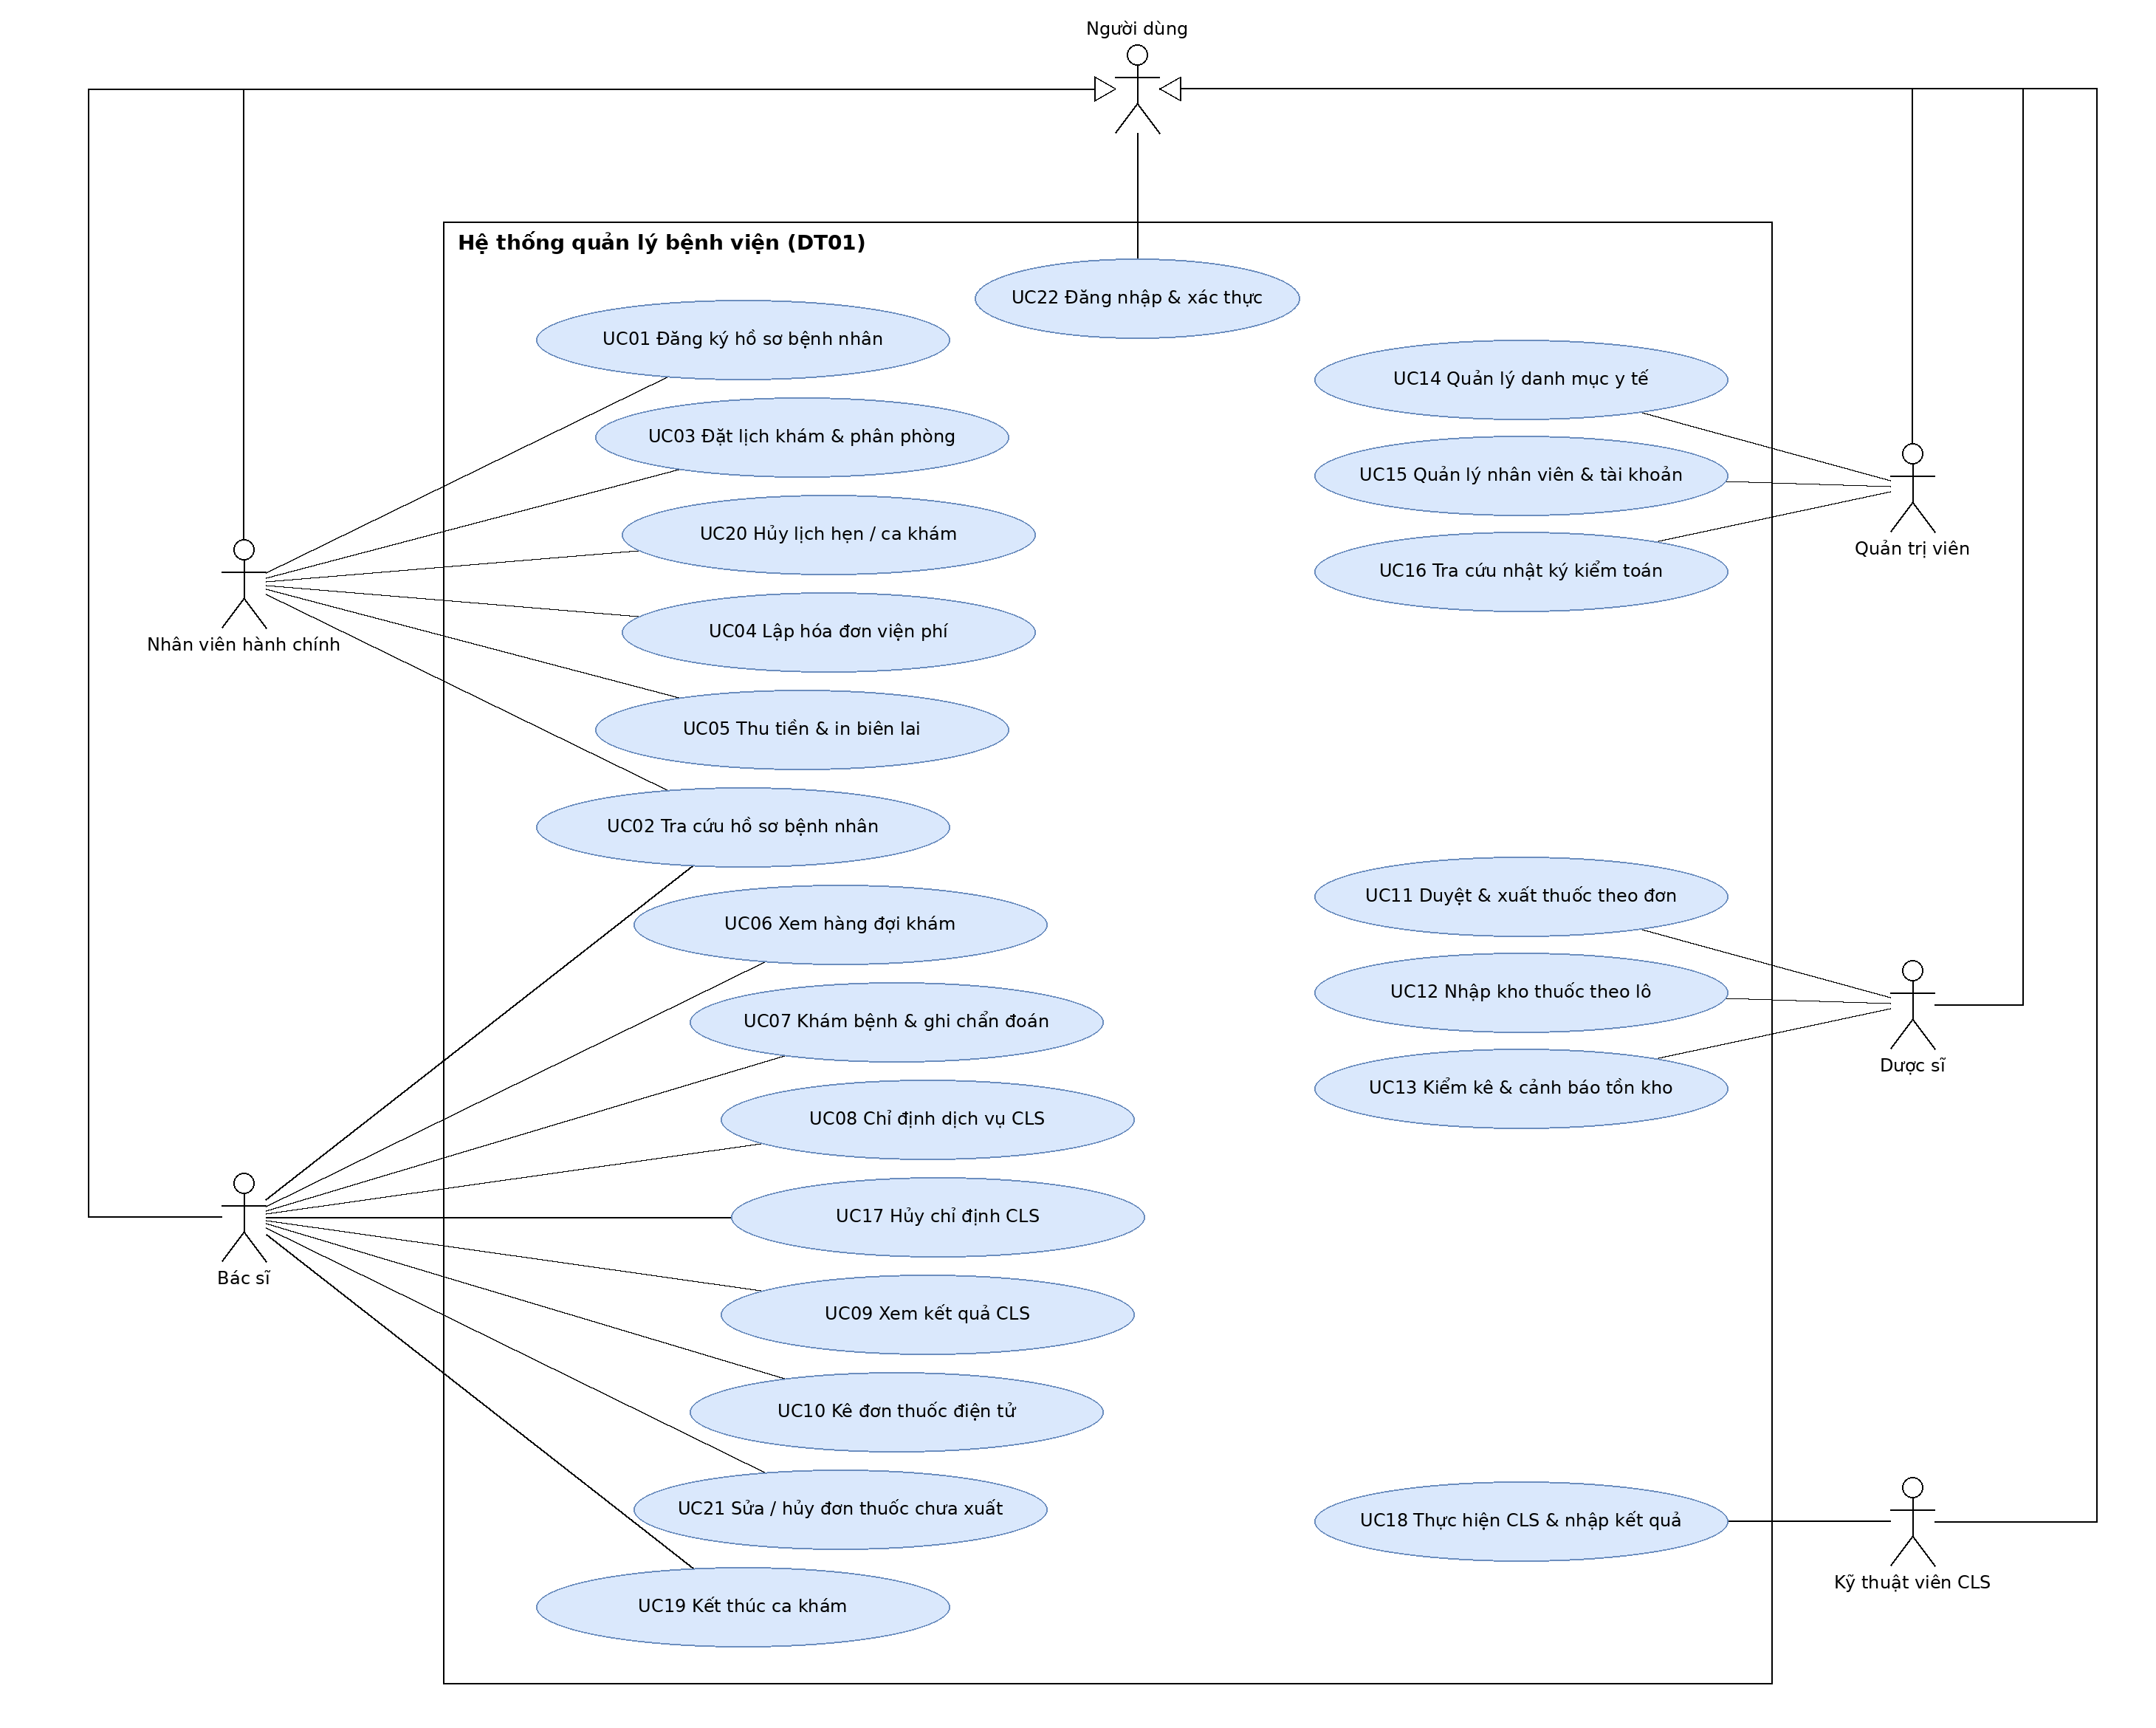 Người dùng
Hệ thống quản lý bệnh viện (DT01)
UC22 Đăng nhập & xác thực
UC01 Đăng ký hồ sơ bệnh nhân
UC03 Đặt lịch khám & phân phòng
UC20 Hủy lịch hẹn / ca khám
UC04 Lập hóa đơn viện phí
UC05 Thu tiền & in biên lai
UC02 Tra cứu hồ sơ bệnh nhân
Nhân viên hành chính
UC06 Xem hàng đợi khám
UC07 Khám bệnh & ghi chẩn đoán
UC08 Chỉ định dịch vụ CLS
UC17 Hủy chỉ định CLS
UC09 Xem kết quả CLS
UC10 Kê đơn thuốc điện tử
UC21 Sửa / hủy đơn thuốc chưa xuất
UC19 Kết thúc ca khám
Bác sĩ
UC14 Quản lý danh mục y tế
UC15 Quản lý nhân viên & tài khoản
UC16 Tra cứu nhật ký kiểm toán
Quản trị viên
UC11 Duyệt & xuất thuốc theo đơn
UC12 Nhập kho thuốc theo lô
UC13 Kiểm kê & cảnh báo tồn kho
Dược sĩ
UC18 Thực hiện CLS & nhập kết quả
Kỹ thuật viên CLS